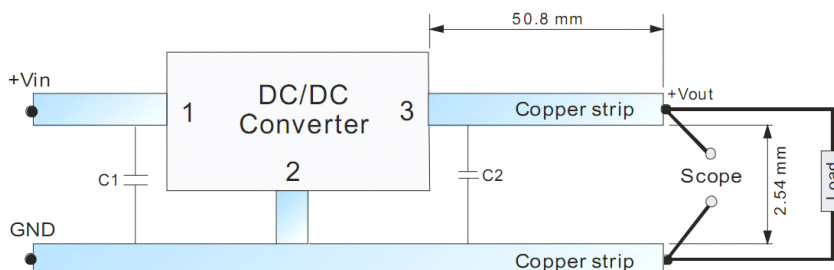 50.8 mm
+Vin
DC/DC
Converter
1
2
3
Copper strip
+Vout
C1
C2
Scope
2.54 mm
Load
GND
Copper strip